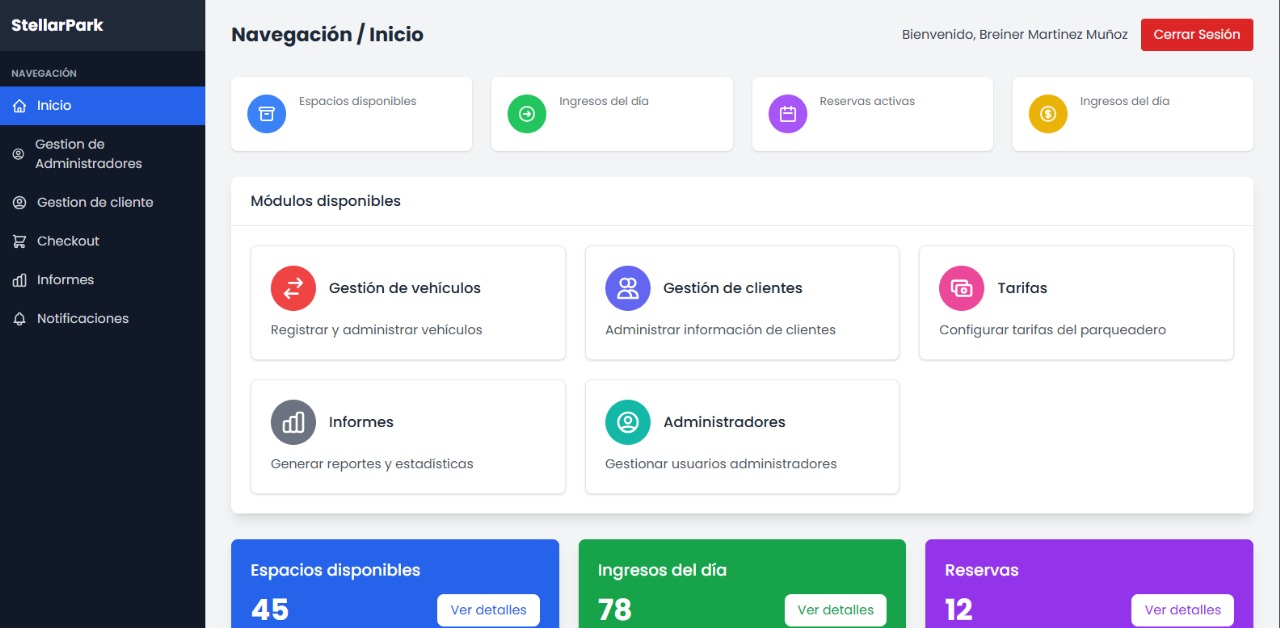 StellarPark
NAVEGACIÓN
Inicio
Gestion de
Administradores
Gestion de cliente
Checkout
Informes
Notificaciones
Navegación / Inicio
Bienvenido, Breiner Martinez Muñoz
Cerrar Sesión
Espacios disponibles
Ingresos del día
Reservas activas
Ingresos del día
Módulos disponibles
Gestión de vehículos
Registrar y administrar vehículos
Gestión de clientes
Administrar información de clientes
Tarifas
Configurar tarifas del parqueadero
Informes
Generar reportes y estadísticas
Administradores
Gestionar usuarios administradores
Espacios disponibles
45
Ver detalles
Ingresos del día
78
Ver detalles
Reservas
12
Ver detalles